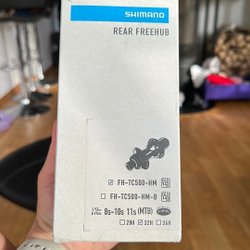 SHIMANO
REAR FREEHUB
☑ FH-TC500-HM
☐ FH-TC500-HM-B
8s-10s 11s (MTB)
☐ 28H ☑ 32H ☐ 36H